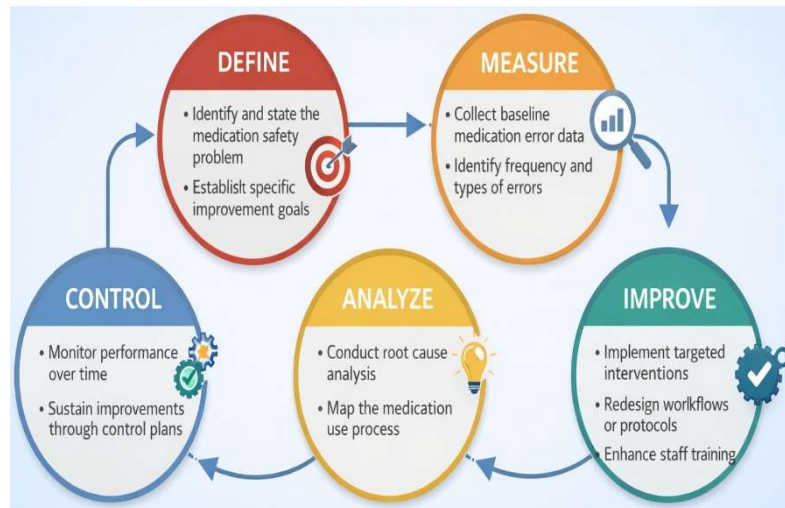 DEFINE
• Identify and state the
medication safety
problem
• Establish specific
improvement goals
MEASURE
• Collect baseline
medication error data
• Identify frequency and
types of errors
IMPROVE
• Implement targeted
interventions
• Redesign workflows
or protocols
• Enhance staff training
ANALYZE
• Conduct root cause
analysis
• Map the medication
use process
CONTROL
• Monitor performance
over time
• Sustain improvements
through control plans